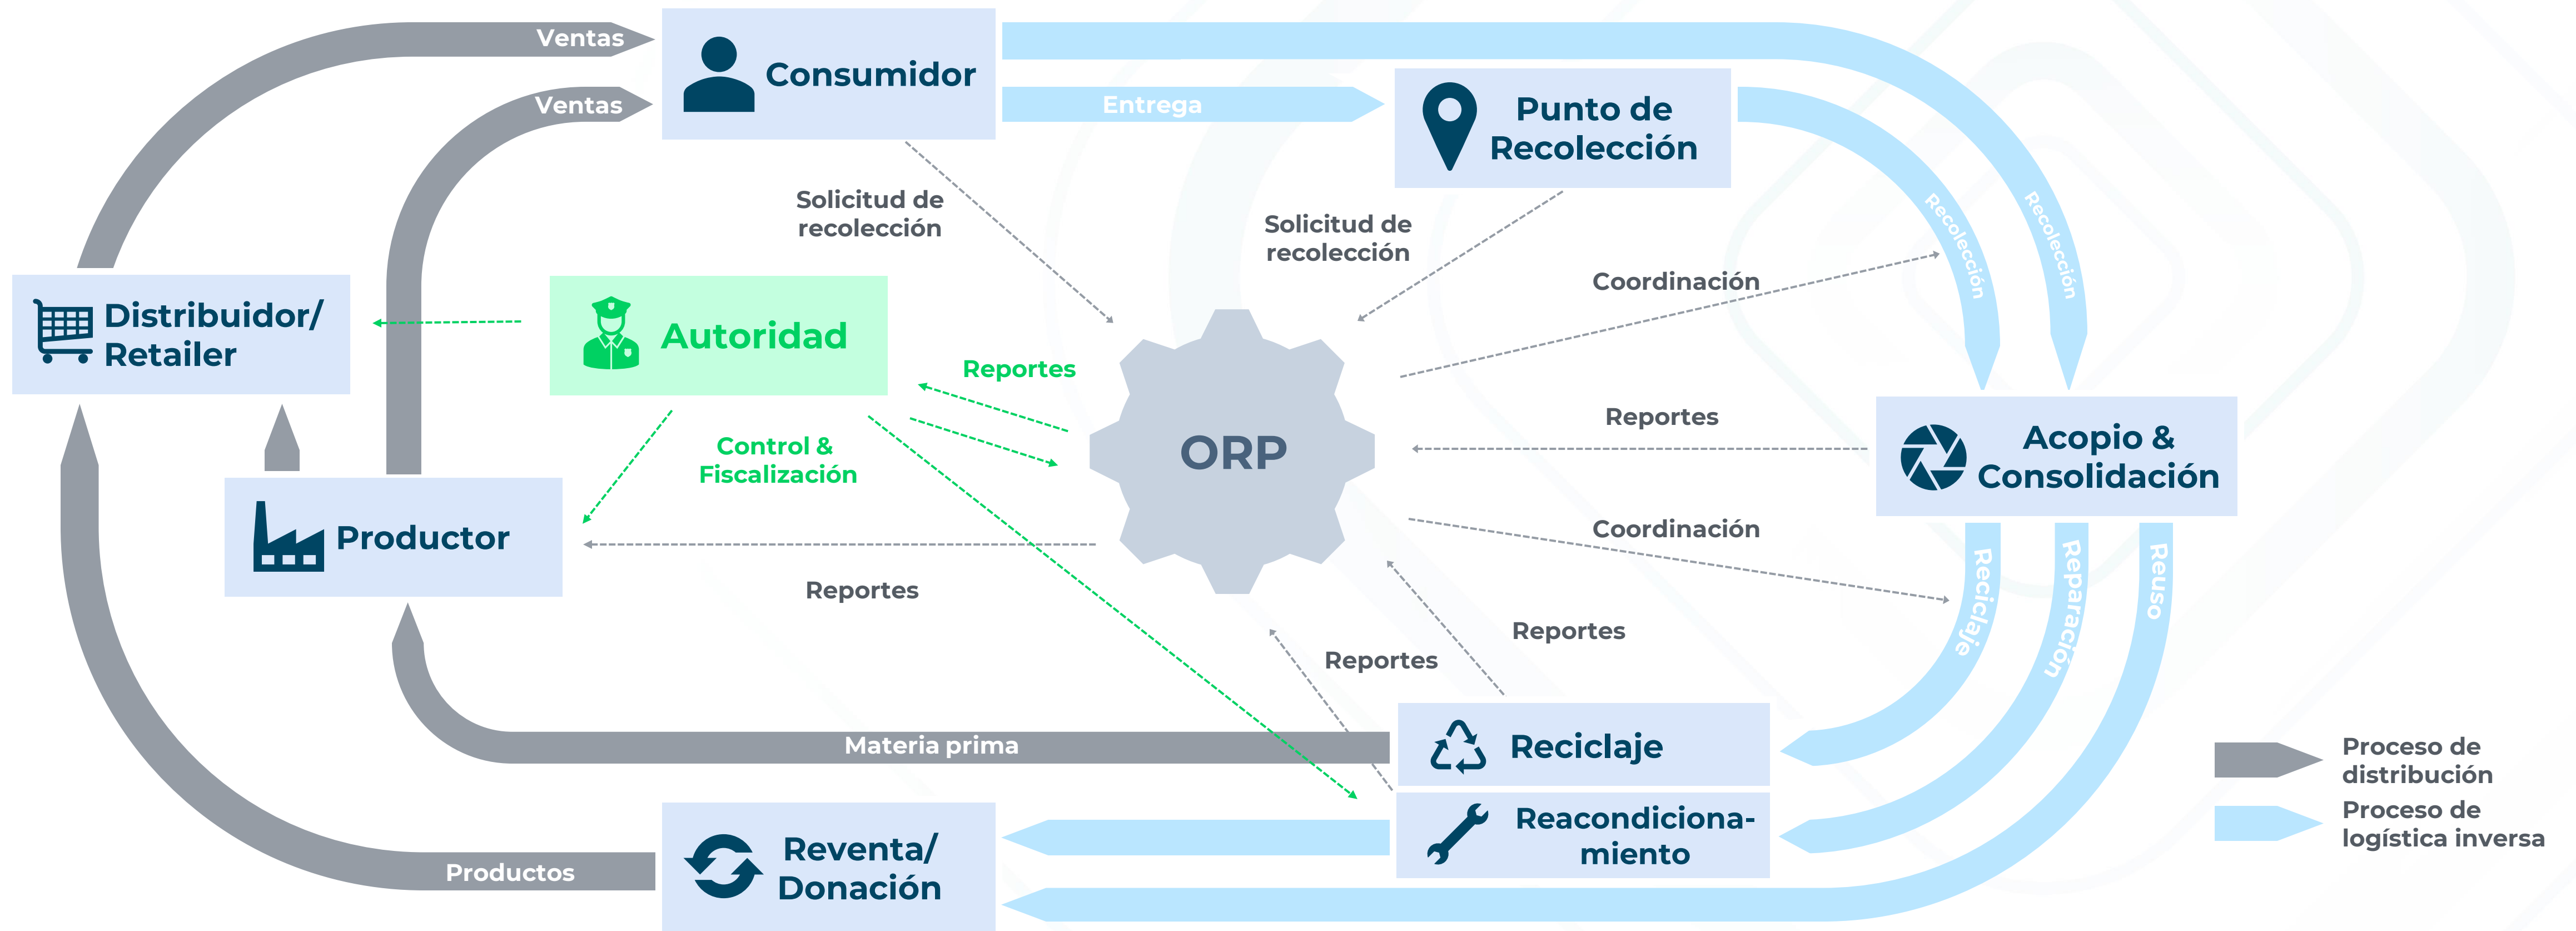 Ventas
Consumidor
Ventas
Entrega
Punto de
Recolección
Solicitud de
recolección
Solicitud de
recolección
Recolección
Recolección
Coordinación
Distribuidor/
Retailer
Autoridad
Reportes
ORP
Reportes
Acopio &
Consolidación
Control &
Fiscalización
Productor
Coordinación
Reportes
Reciclaje
Reparación
Reuso
Reportes
Reportes
Materia prima
Reciclaje
Proceso de
distribución
Proceso de
logística inversa
Reacondiciona-
miento
Reventa/
Donación
Productos